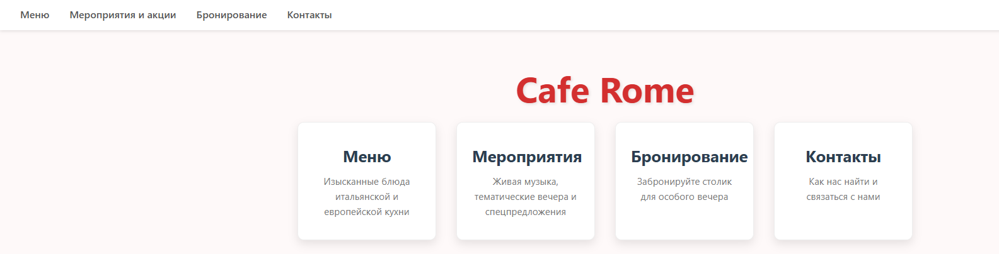 Меню Мероприятия и акции Бронирование Контакты
Cafe Rome
Меню
Изысканные блюда
итальянской и
европейской кухни
Мероприятия
Живая музыка,
тематические вечера и
спецпредложения
Бронирование
Забронируйте столик
для особого вечера
Контакты
Как нас найти и
связаться с нами